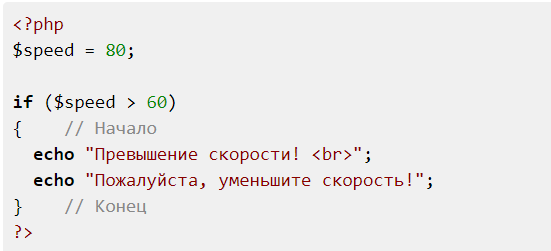 <?php
$speed = 80;
if ($speed > 60)
{    // Начало
  echo "Превышение скорости! <br>";
  echo "Пожалуйста, уменьшите скорость!";
}    // Конец
?>